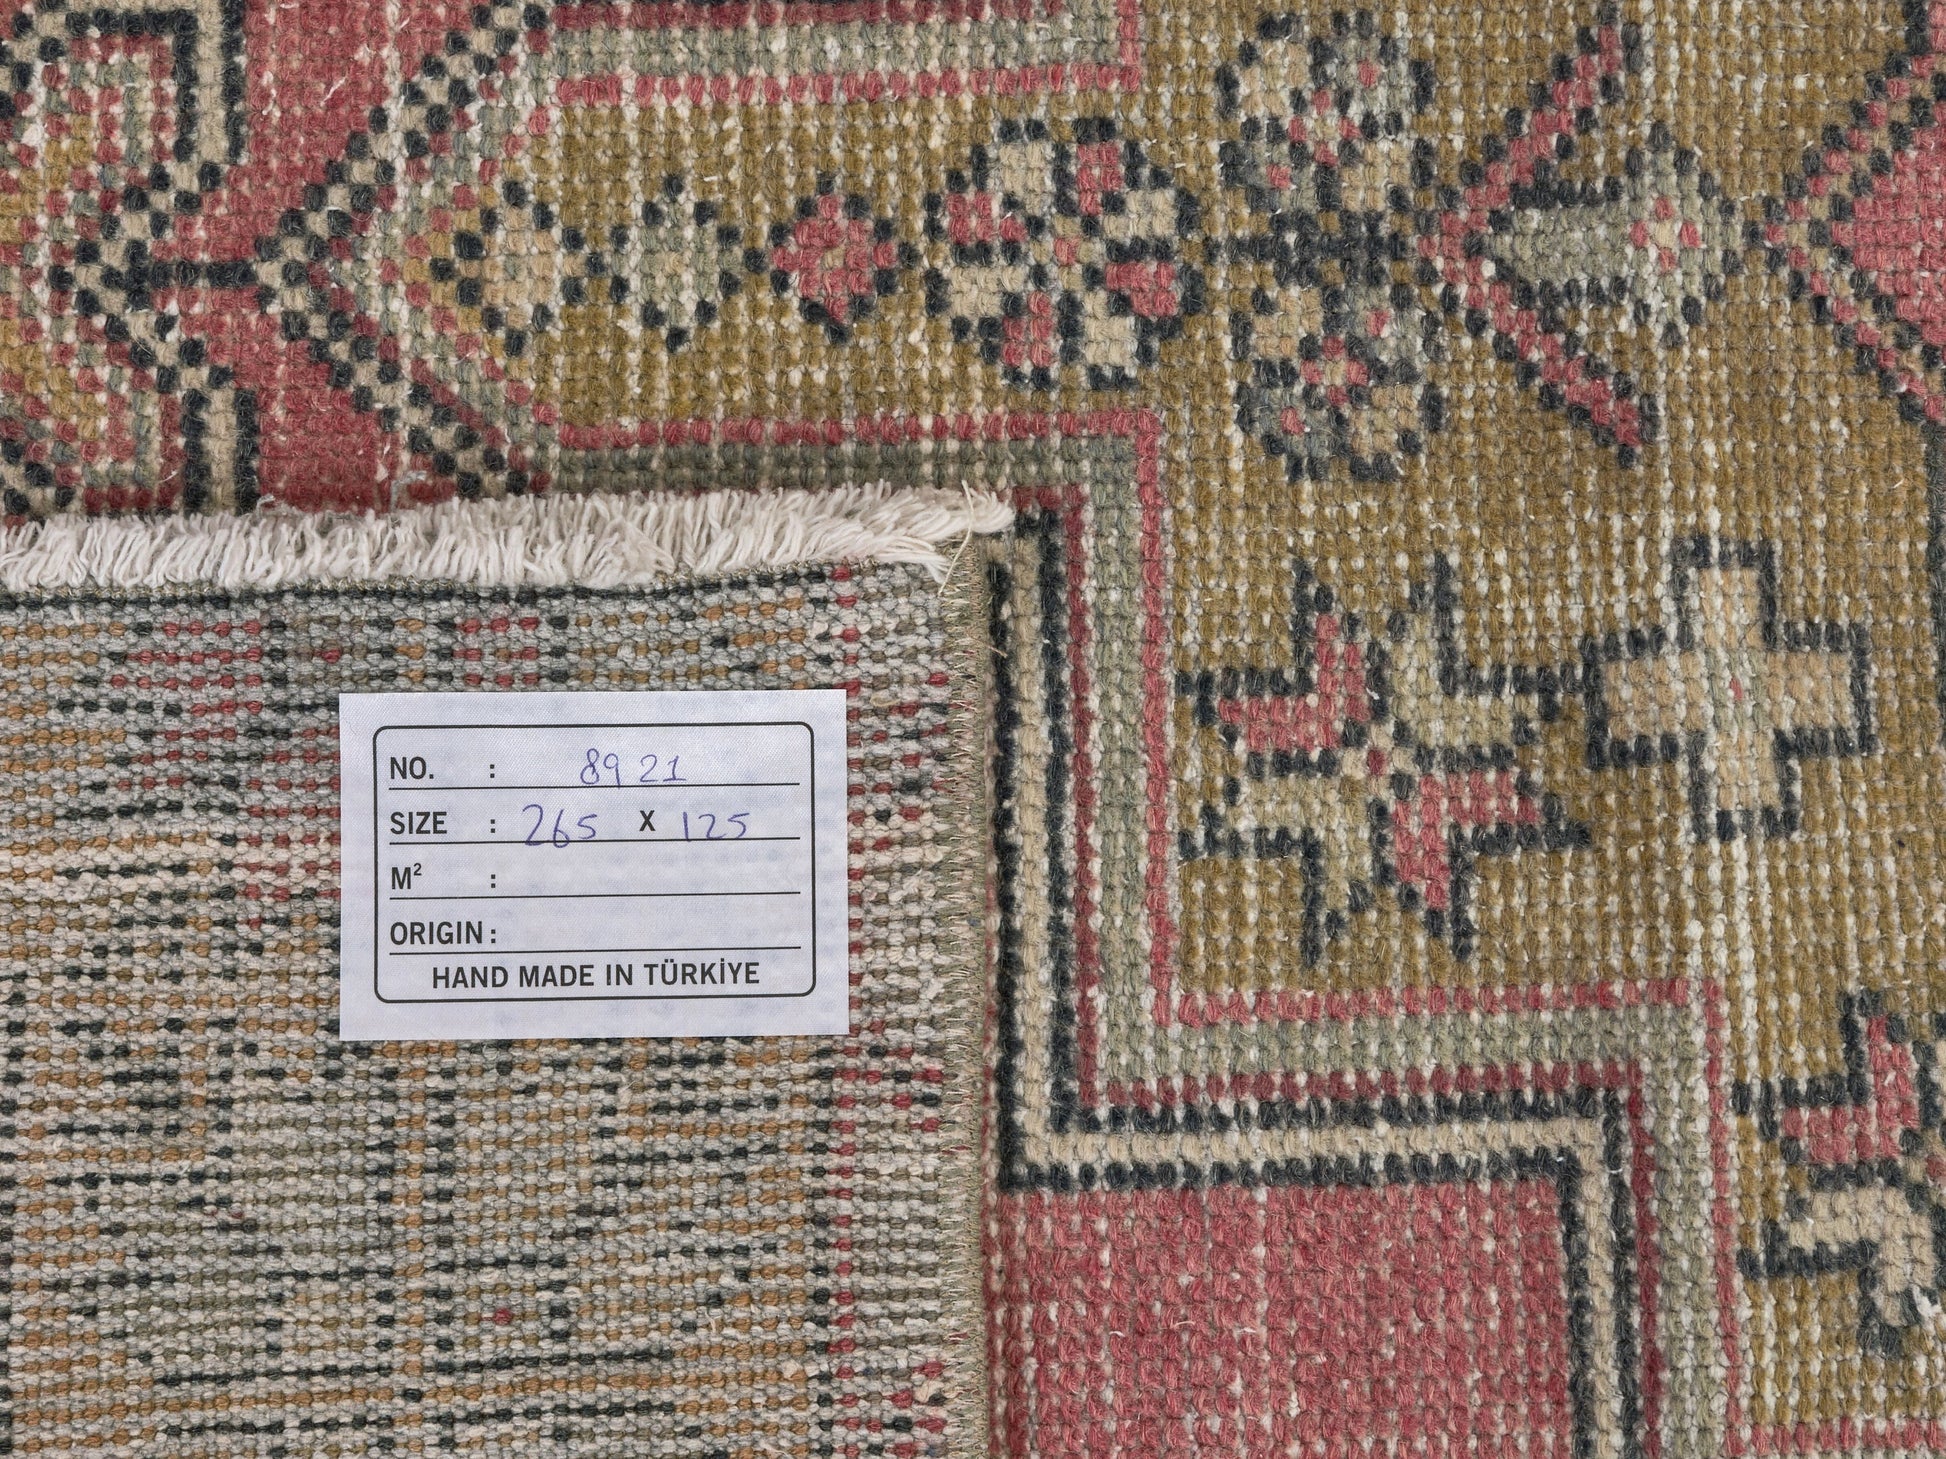 NO. : 8921
SIZE : 265 X 125
M² :
ORIGIN :
HAND MADE IN TÜRKİYE